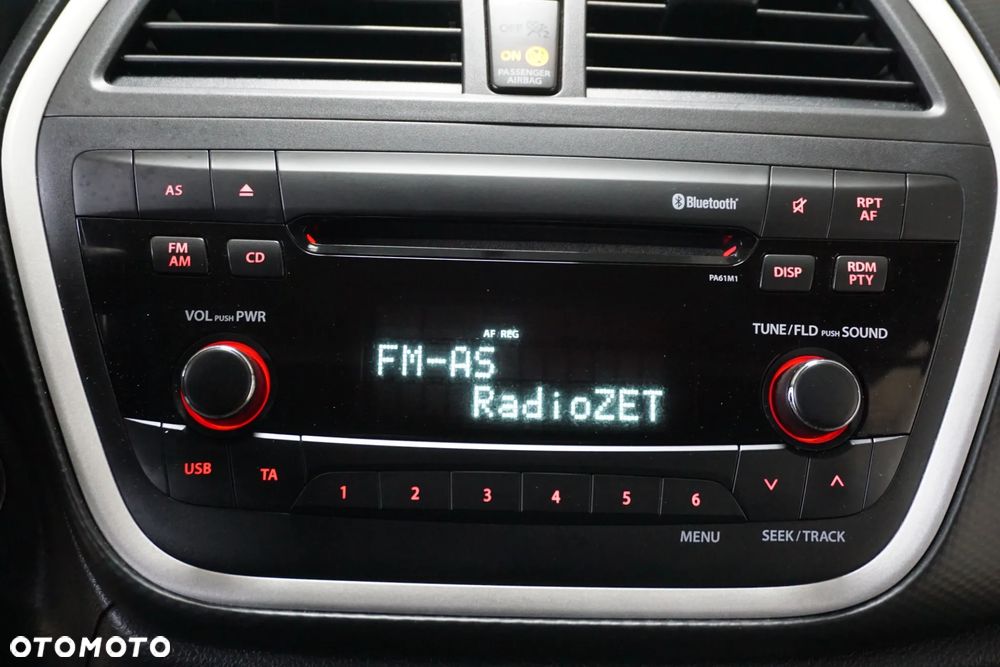 OFF
ON
PASSENGER
AIRBAG
AS
Bluetooth
RPT
AF
FM
AM
CD
PA61M1
DISP
RDM
PTY
VOL PUSH PWR
TUNE/FLD PUSH SOUND
AF REG
FM-AS
RadioZET
USB
TA
1
2
3
4
5
6
MENU
SEEK/TRACK
OTOMOTO